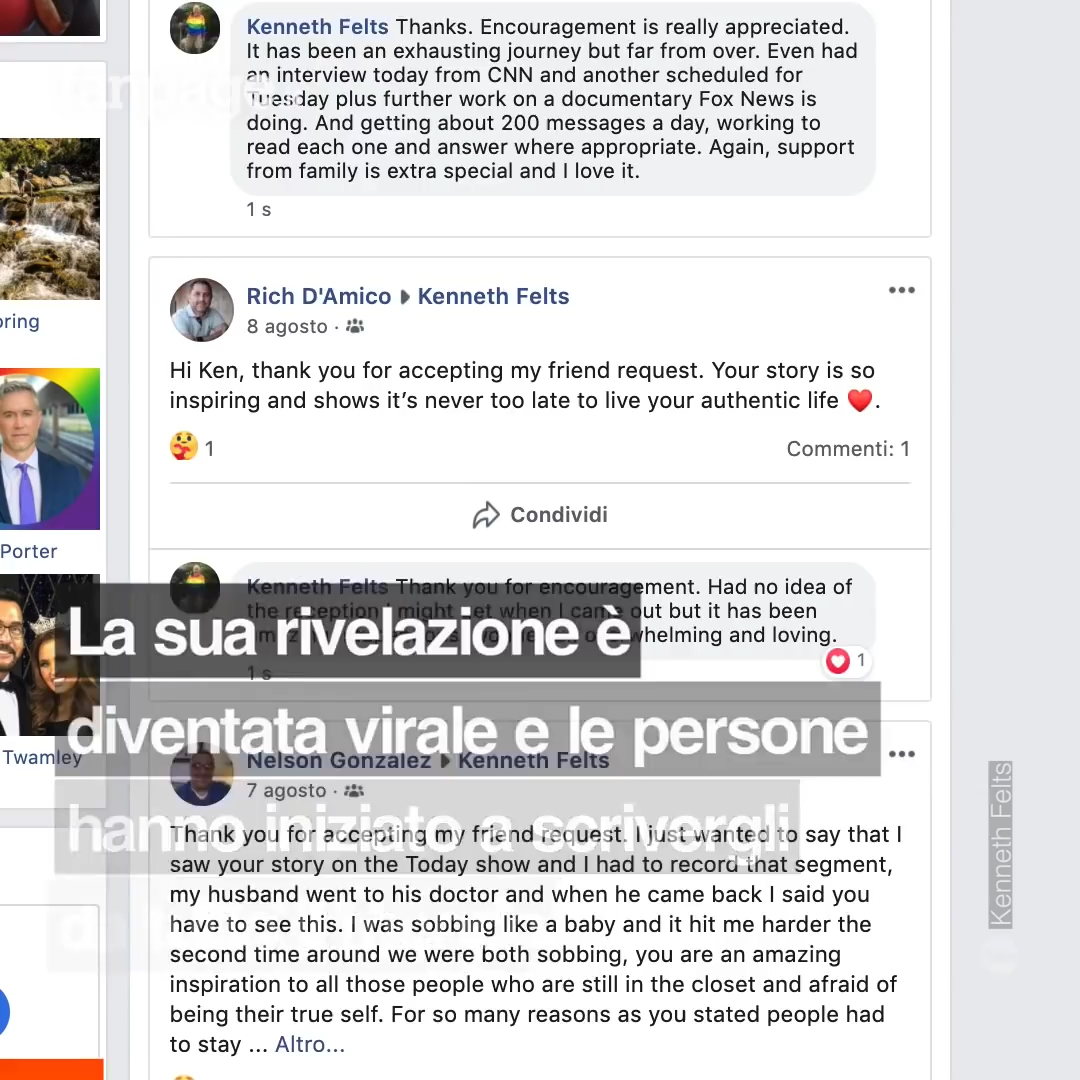 Kenneth Felts Thanks. Encouragement is really appreciated.
It has been an exhausting journey but far from over. Even had
an interview today from CNN and another scheduled for
Tuesday plus further work on a documentary Fox News is
doing. And getting about 200 messages a day, working to
read each one and answer where appropriate. Again, support
from family is extra special and I love it.
1 s
Rich D'Amico Kenneth Felts
8 agosto ·
Hi Ken, thank you for accepting my friend request. Your story is so
inspiring and shows it’s never too late to live your authentic life ❤️.
1
Commenti: 1
Condividi
Kenneth Felts Thank you for encouragement. Had no idea of
the reception I might get when I came out but it has been
whelming and loving.
1
1 s
La sua rivelazione è
diventata virale e le persone
hanno iniziato a scrivergli
Nelson Gonzalez Kenneth Felts
7 agosto ·
Thank you for accepting my friend request. I just wanted to say that I
saw your story on the Today show and I had to record that segment,
my husband went to his doctor and when he came back I said you
have to see this. I was sobbing like a baby and it hit me harder the
second time around we were both sobbing, you are an amazing
inspiration to all those people who are still in the closet and afraid of
being their true self. For so many reasons as you stated people had
to stay ... Altro...
oring
Porter
Twamley
Kenneth Felts